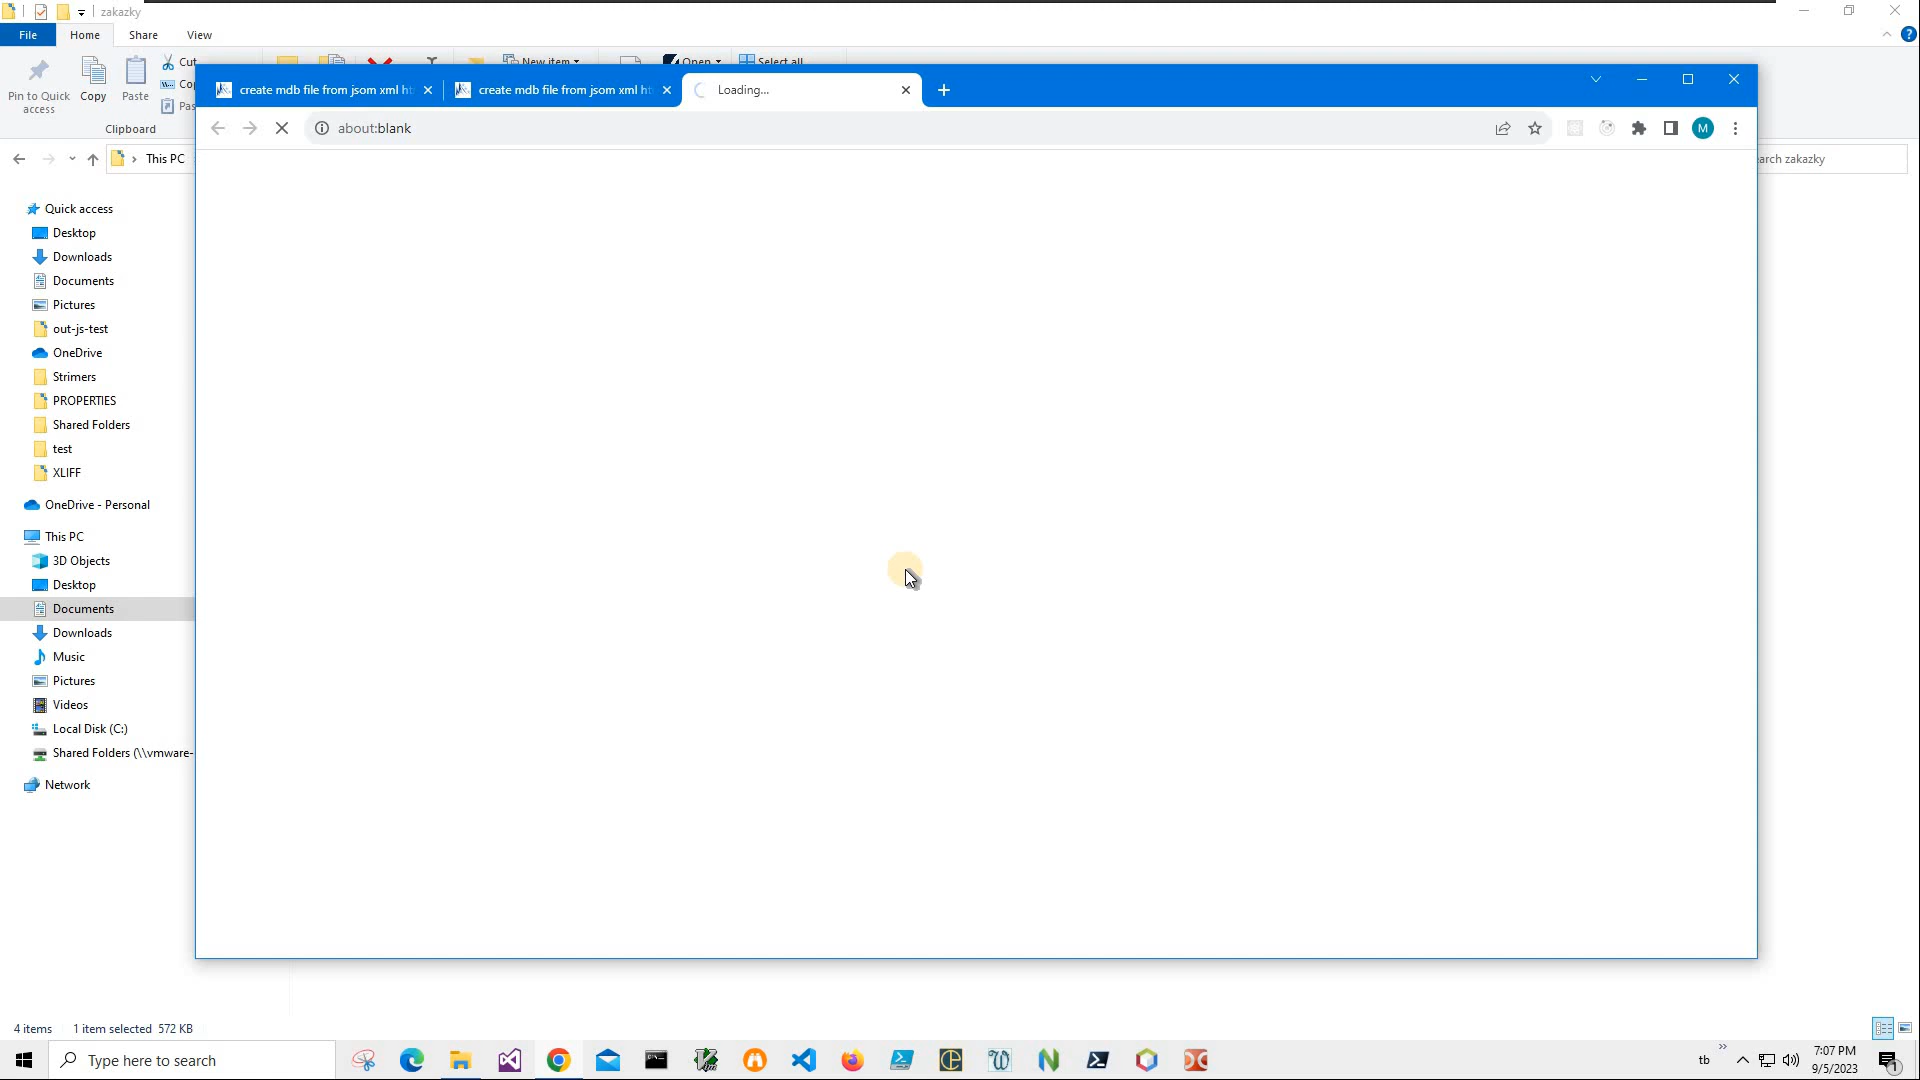 zakazky
File
Home
Share
View
Pin to Quick
access
Copy
Paste
Cut
New item
Open
Select all
Clipboard
create mdb file from jsom xml
create mdb file from jsom xml
Loading...
about:blank
M
This PC
zakazky
Quick access
Desktop
Downloads
Documents
Pictures
out-js-test
OneDrive
Strimers
PROPERTIES
Shared Folders
test
XLIFF
OneDrive - Personal
This PC
3D Objects
Desktop
Documents
Downloads
Music
Pictures
Videos
Local Disk (C:)
Shared Folders (\\vmware-
Network
4 items 1 item selected 572 KB
Type here to search
tb
7:07 PM
9/5/2023
1